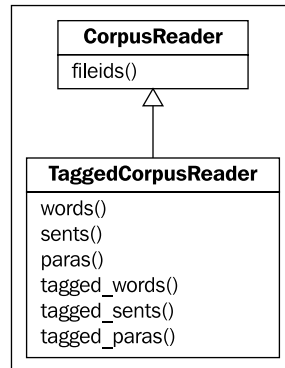 CorpusReader
fileids()
TaggedCorpusReader
words()
sents()
paras()
tagged_words()
tagged_sents()
tagged_paras()